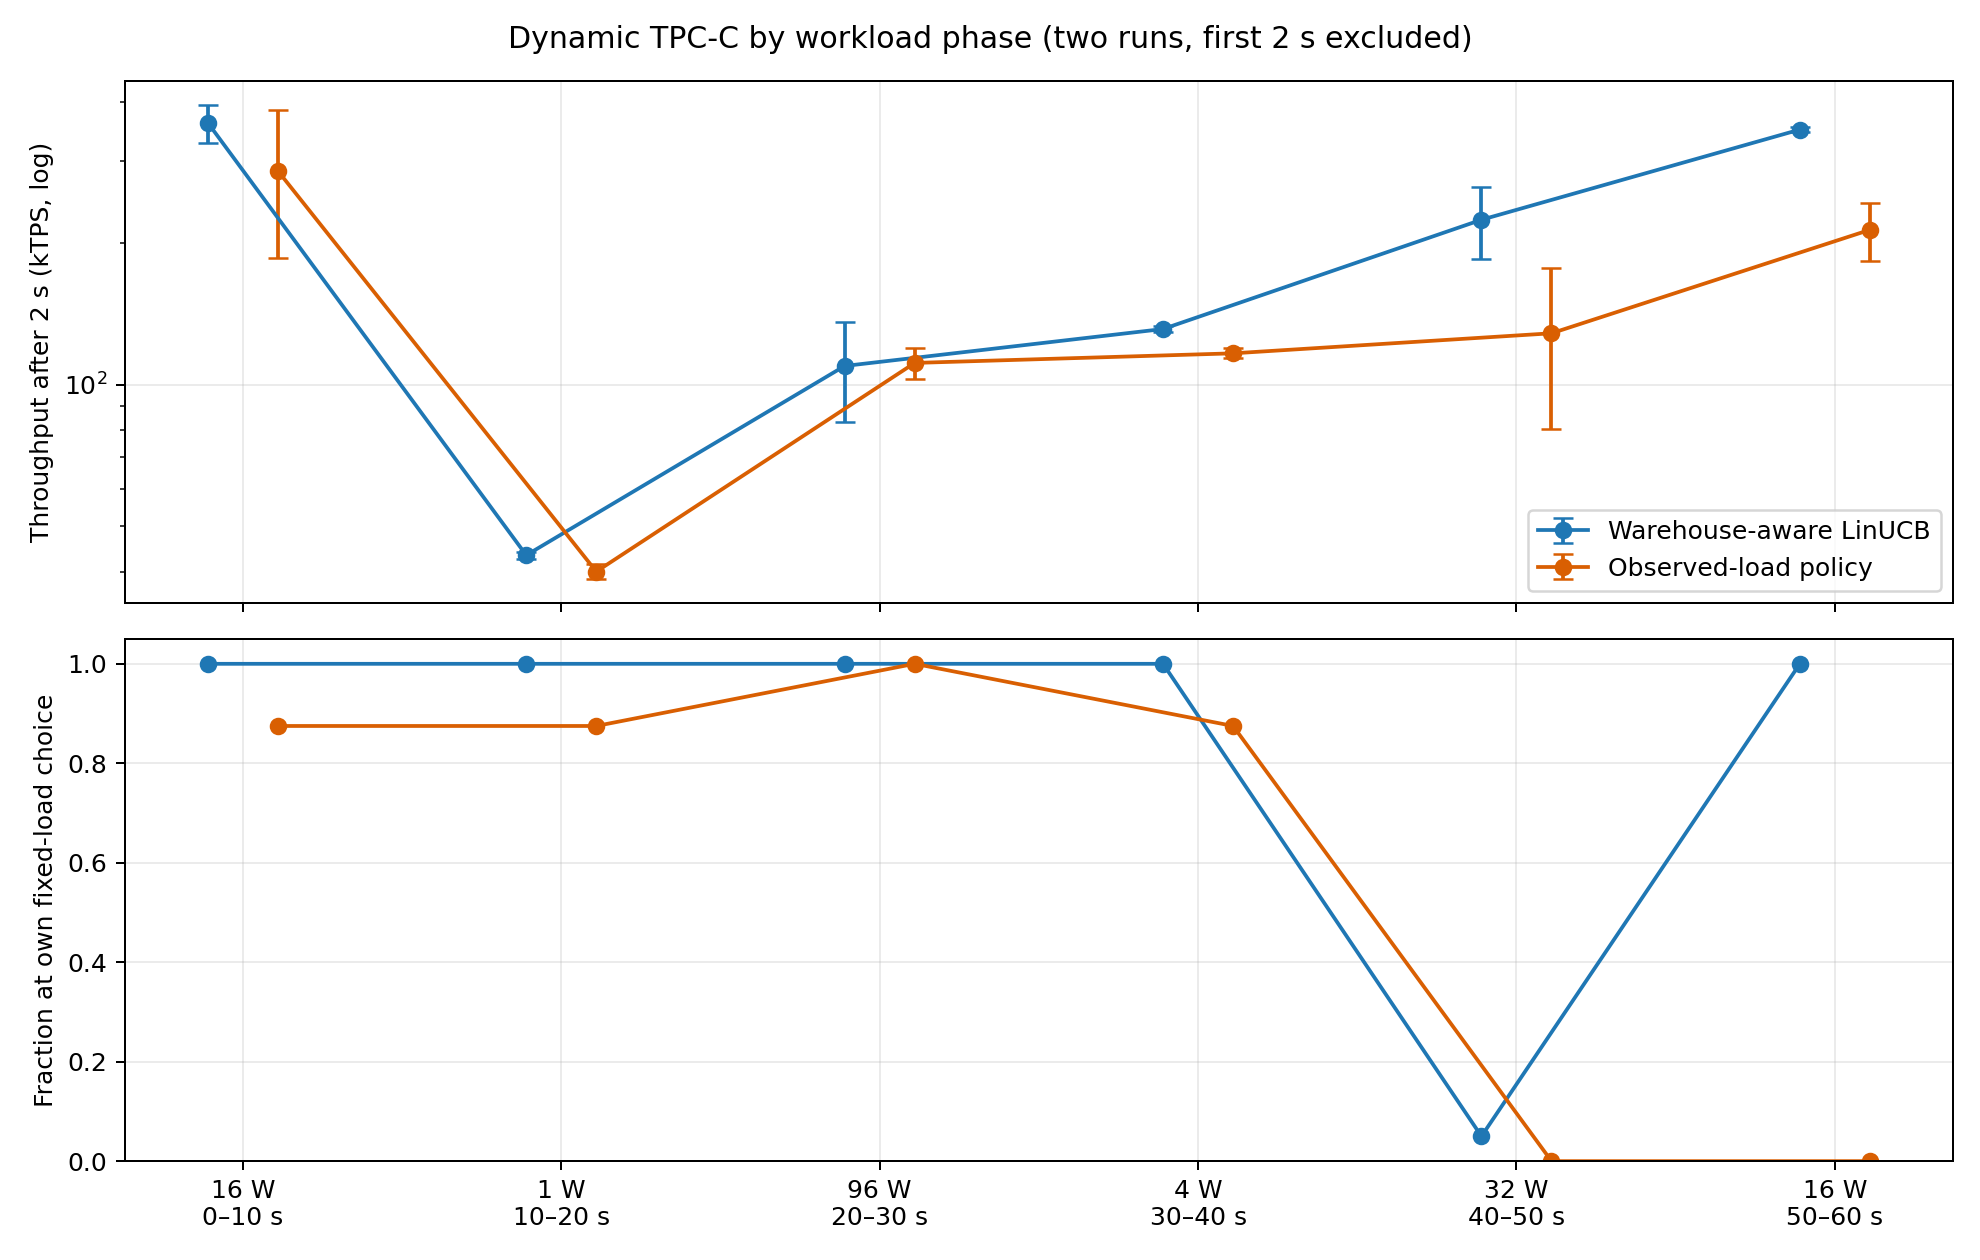 Dynamic TPC-C by workload phase (two runs, first 2 s excluded)
Throughput after 2 s (kTPS, log)
10²
Warehouse-aware LinUCB
Observed-load policy
Fraction at own fixed-load choice
1.0
0.8
0.6
0.4
0.2
0.0
16 W
0–10 s
1 W
10–20 s
96 W
20–30 s
4 W
30–40 s
32 W
40–50 s
16 W
50–60 s